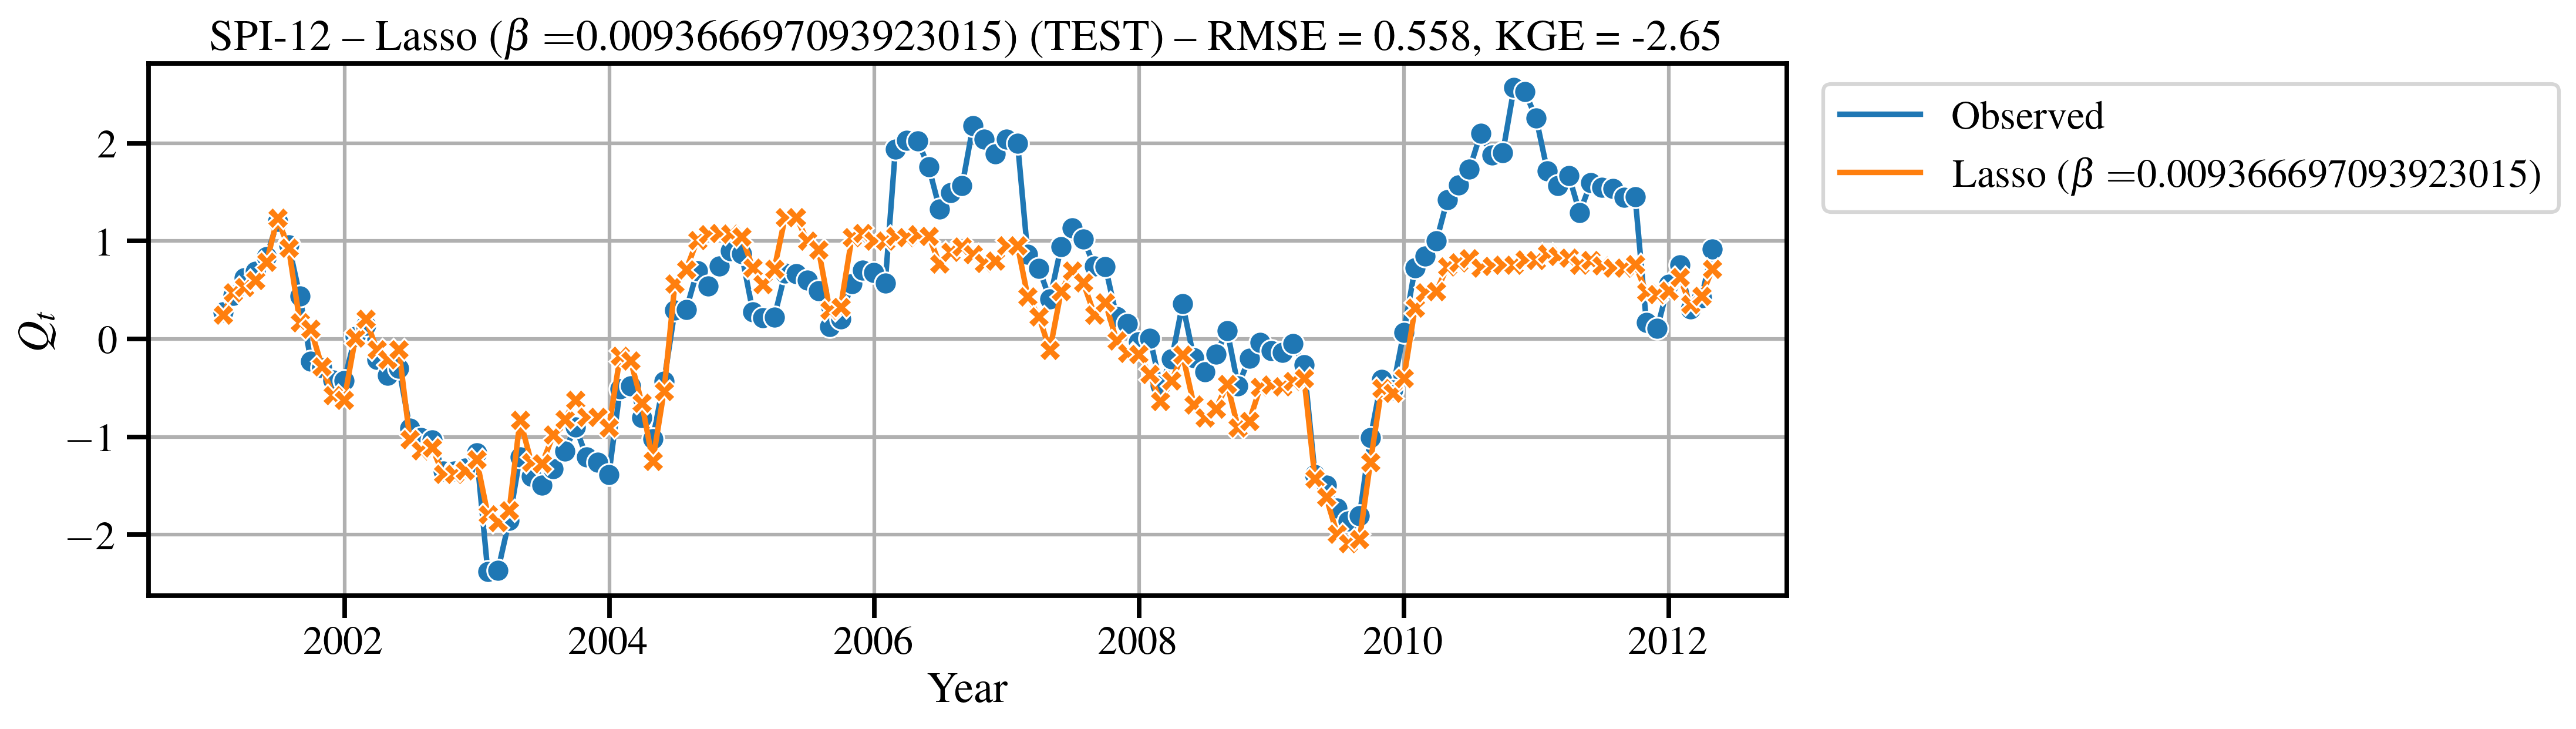 SPI-12 – Lasso (β =0.009366697093923015) (TEST) – RMSE = 0.558, KGE = -2.65
Observed
Lasso (β =0.009366697093923015)
2
1
0
−1
−2
Qt
2002 2004 2006 2008 2010 2012
Year